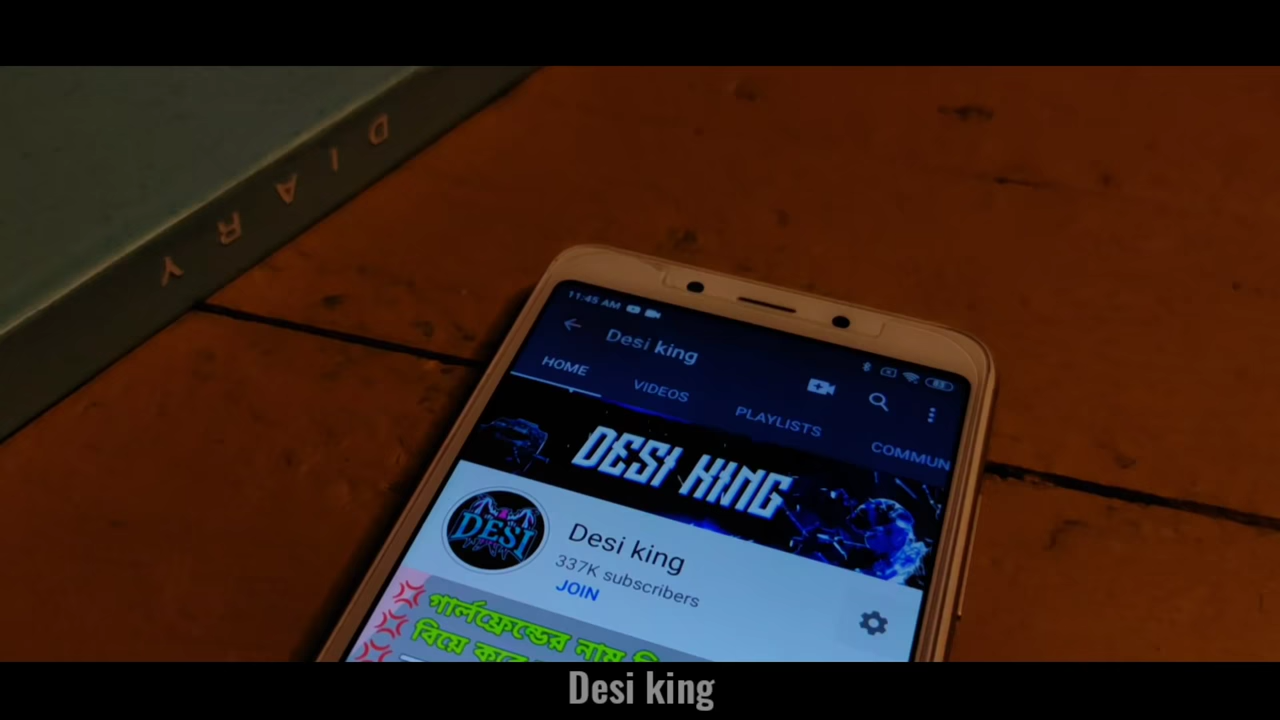 DIARY
11:45 AM
Desi king
HOME VIDEOS PLAYLISTS COMMUN
DESI KING
DESI
Desi king
337K subscribers
JOIN
গার্লফ্রেন্ডের নাম
বিয়ে
Desi king